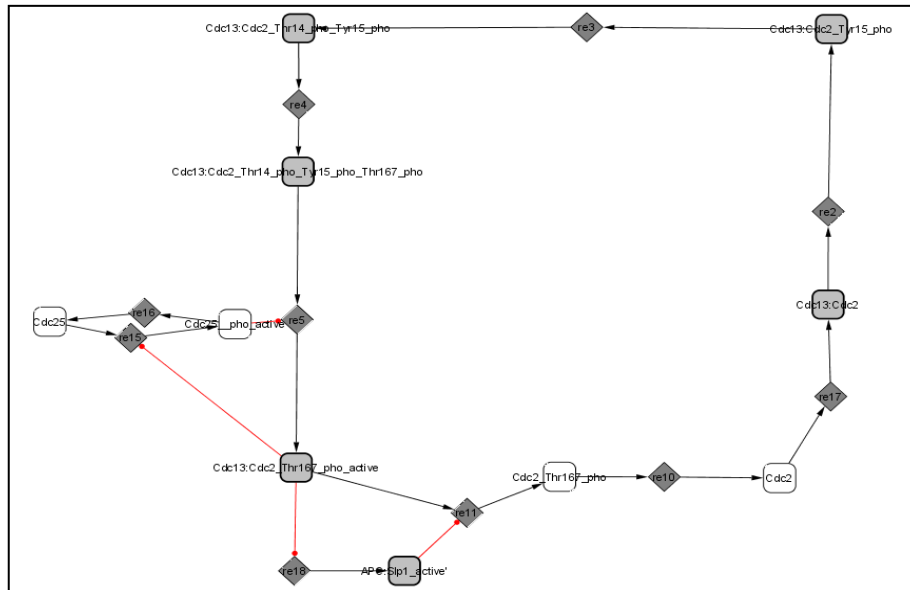 Cdc13:Cdc2_Thr14_pho_Tyr15_pho
re3
Cdc13:Cdc2_Tyr15_pho
re4
Cdc13:Cdc2_Thr14_pho_Tyr15_pho_Thr167_pho
re2
Cdc13:Cdc2
re16
Cdc25
Cdc25__pho_active'
re5
re15
re17
Cdc13:Cdc2_Thr167_pho_active
Cdc2_Thr167_pho
re10
Cdc2
re11
re18
APC:Slp1_active'